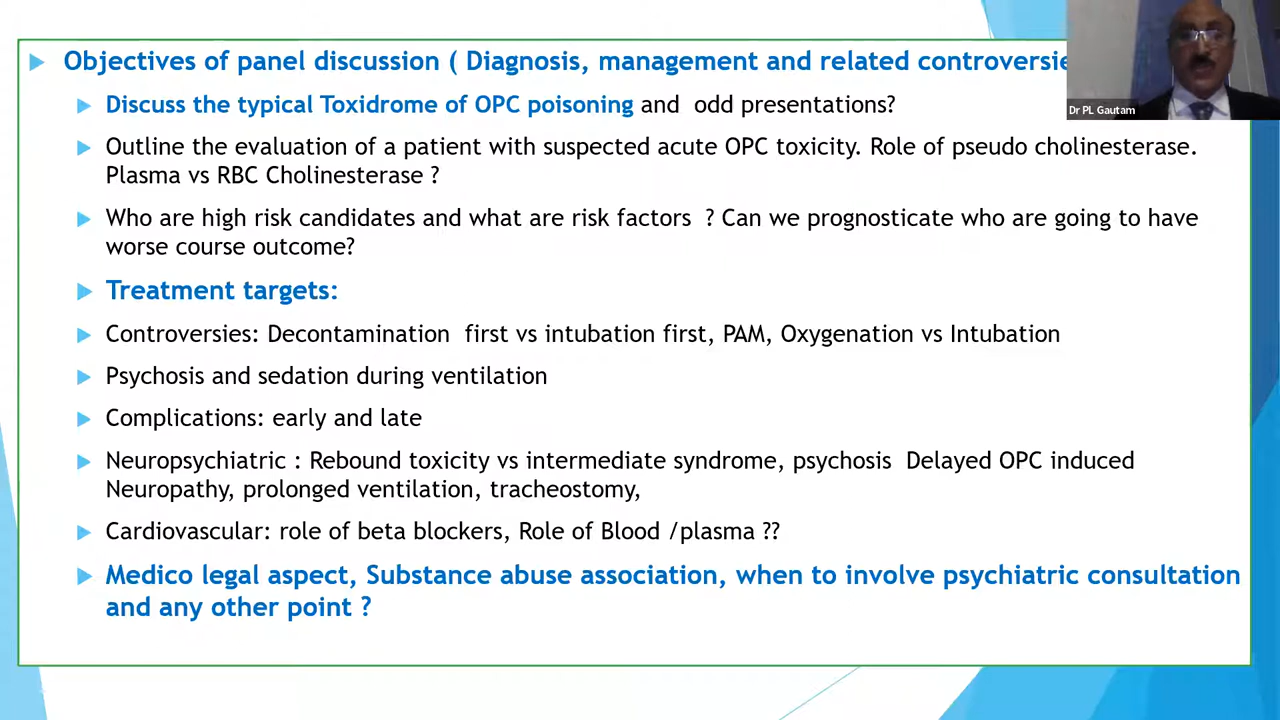 Objectives of panel discussion ( Diagnosis, management and related controversie
Dr PL Gautam
Discuss the typical Toxidrome of OPC poisoning and odd presentations?
Outline the evaluation of a patient with suspected acute OPC toxicity. Role of pseudo cholinesterase.
Plasma vs RBC Cholinesterase ?
Who are high risk candidates and what are risk factors ? Can we prognosticate who are going to have
worse course outcome?
Treatment targets:
Controversies: Decontamination first vs intubation first, PAM, Oxygenation vs Intubation
Psychosis and sedation during ventilation
Complications: early and late
Neuropsychiatric : Rebound toxicity vs intermediate syndrome, psychosis Delayed OPC induced
Neuropathy, prolonged ventilation, tracheostomy,
Cardiovascular: role of beta blockers, Role of Blood /plasma ??
Medico legal aspect, Substance abuse association, when to involve psychiatric consultation
and any other point ?